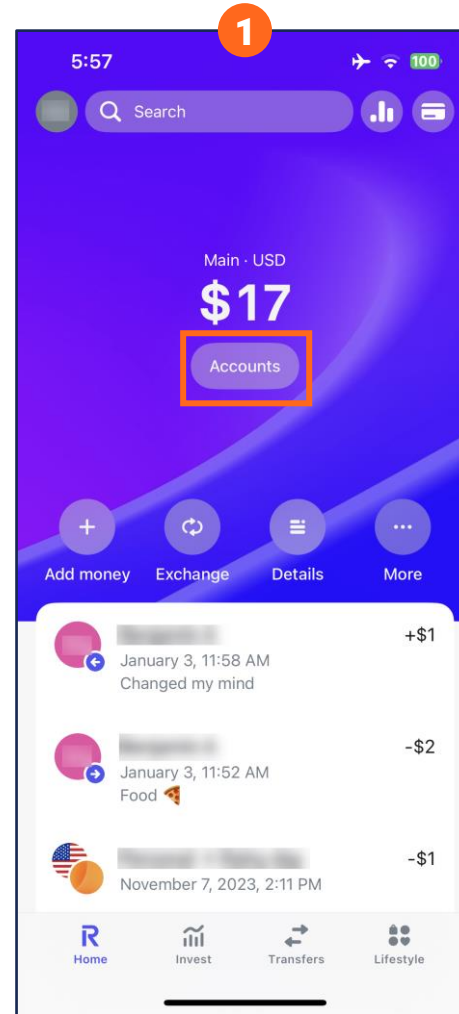 1
5:57
100
Search
Main · USD
$17
Accounts
Add money Exchange Details More
+$1
January 3, 11:58 AM
Changed my mind
-$2
January 3, 11:52 AM
Food 🍕
-$1
November 7, 2023, 2:11 PM
Home Invest Transfers Lifestyle